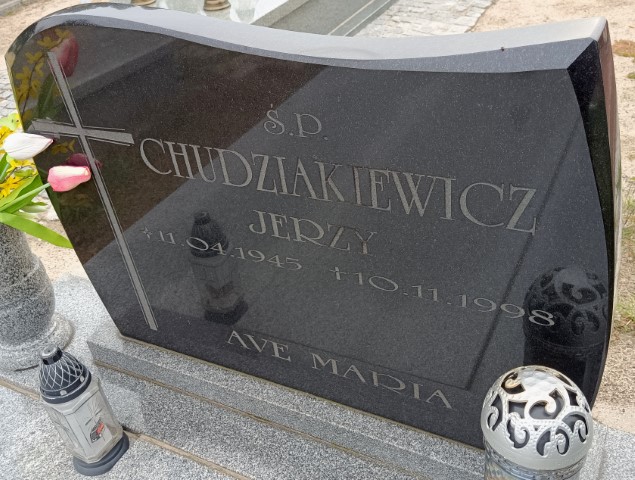 Ś.P.
CHUDZIAKIEWICZ
JERZY
* 11.04.1945 †10.11.1998
AVE MARIA